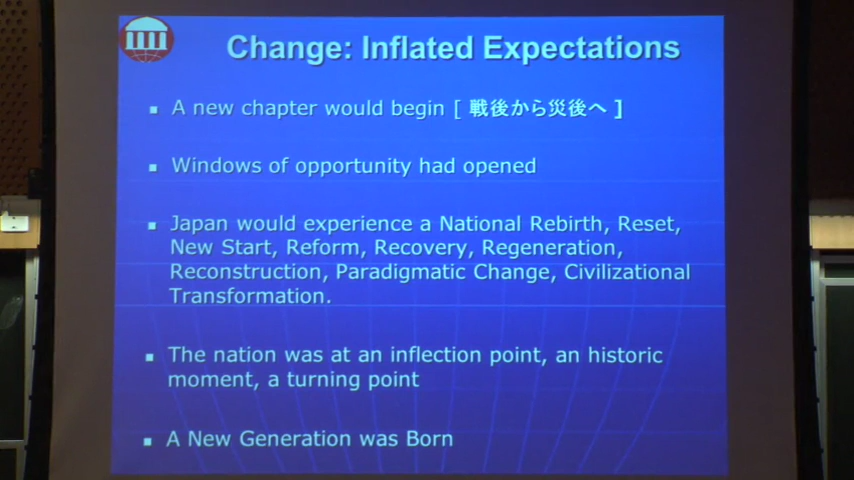 Change: Inflated Expectations
A new chapter would begin [ 戦後から災後へ ]
Windows of opportunity had opened
Japan would experience a National Rebirth, Reset,
New Start, Reform, Recovery, Regeneration,
Reconstruction, Paradigmatic Change, Civilizational
Transformation.
The nation was at an inflection point, an historic
moment, a turning point
A New Generation was Born